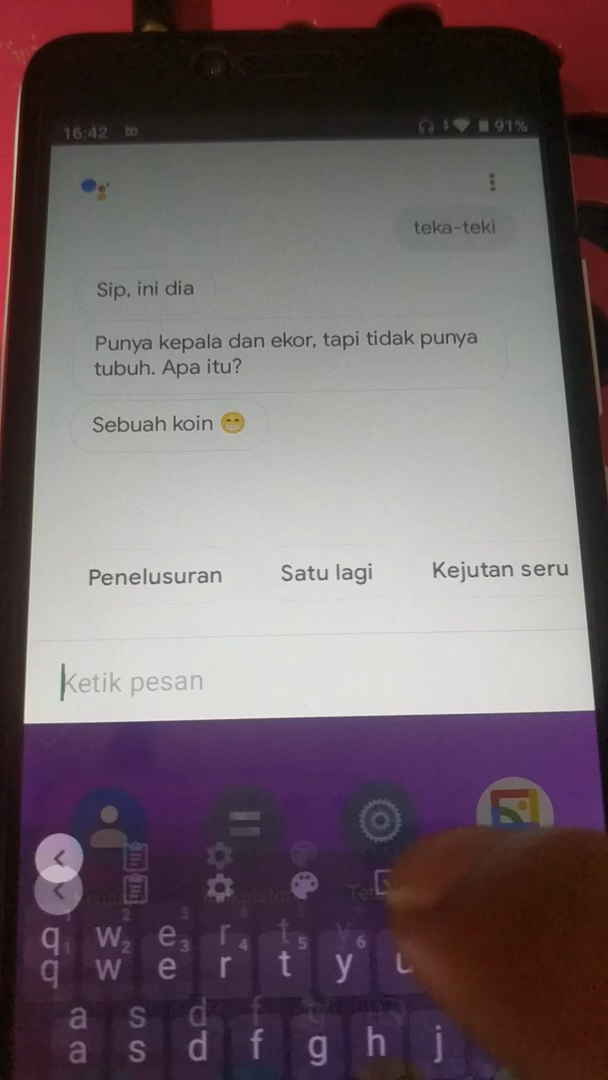 16:42
91%
teka-teki
Sip, ini dia
Punya kepala dan ekor, tapi tidak punya
tubuh. Apa itu?
Sebuah koin 😁
Penelusuran Satu lagi Kejutan seru
Ketik pesan
q w e r t y u
a s d f g h j